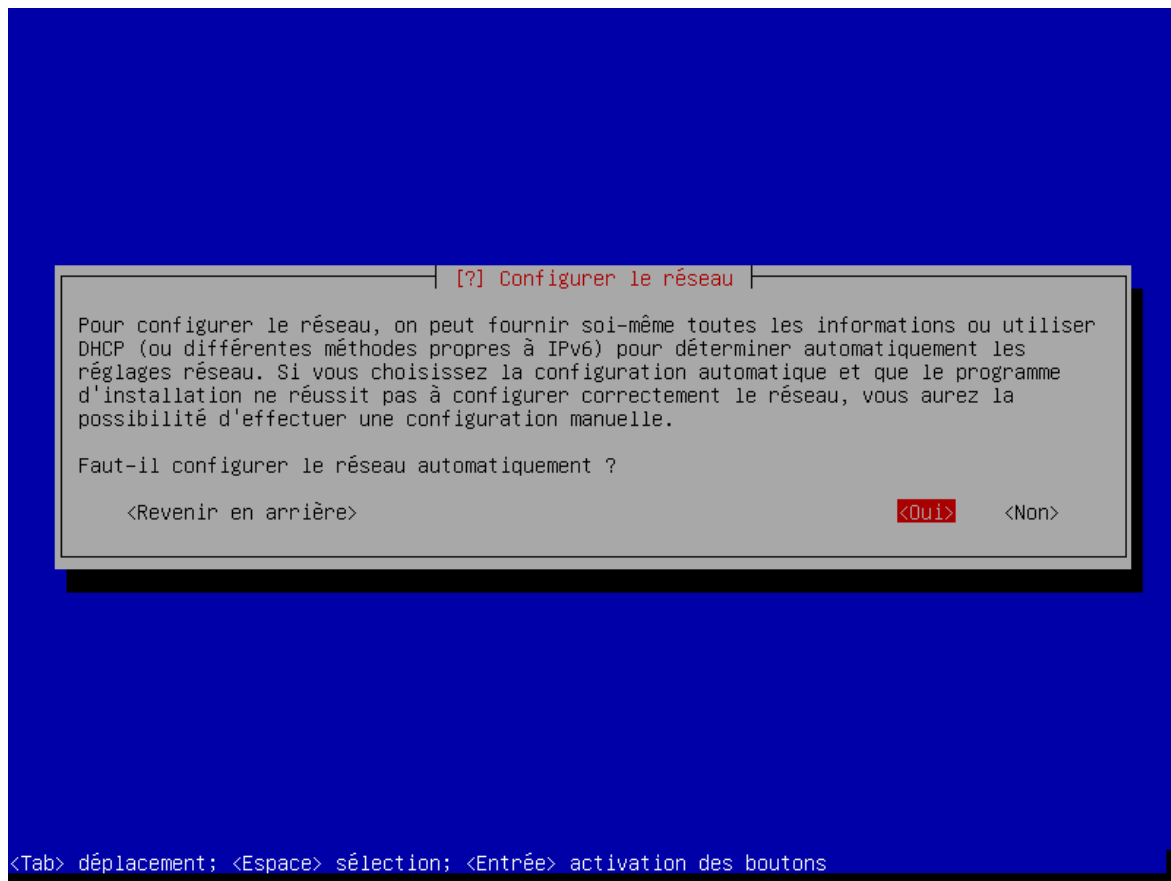 [?] Configurer le réseau
Pour configurer le réseau, on peut fournir soi-même toutes les informations ou utiliser
DHCP (ou différentes méthodes propres à IPv6) pour déterminer automatiquement les
réglages réseau. Si vous choisissez la configuration automatique et que le programme
d'installation ne réussit pas à configurer correctement le réseau, vous aurez la
possibilité d'effectuer une configuration manuelle.
Faut-il configurer le réseau automatiquement ?
<Revenir en arrière> <Oui> <Non>
<Tab> déplacement; <Espace> sélection; <Entrée> activation des boutons